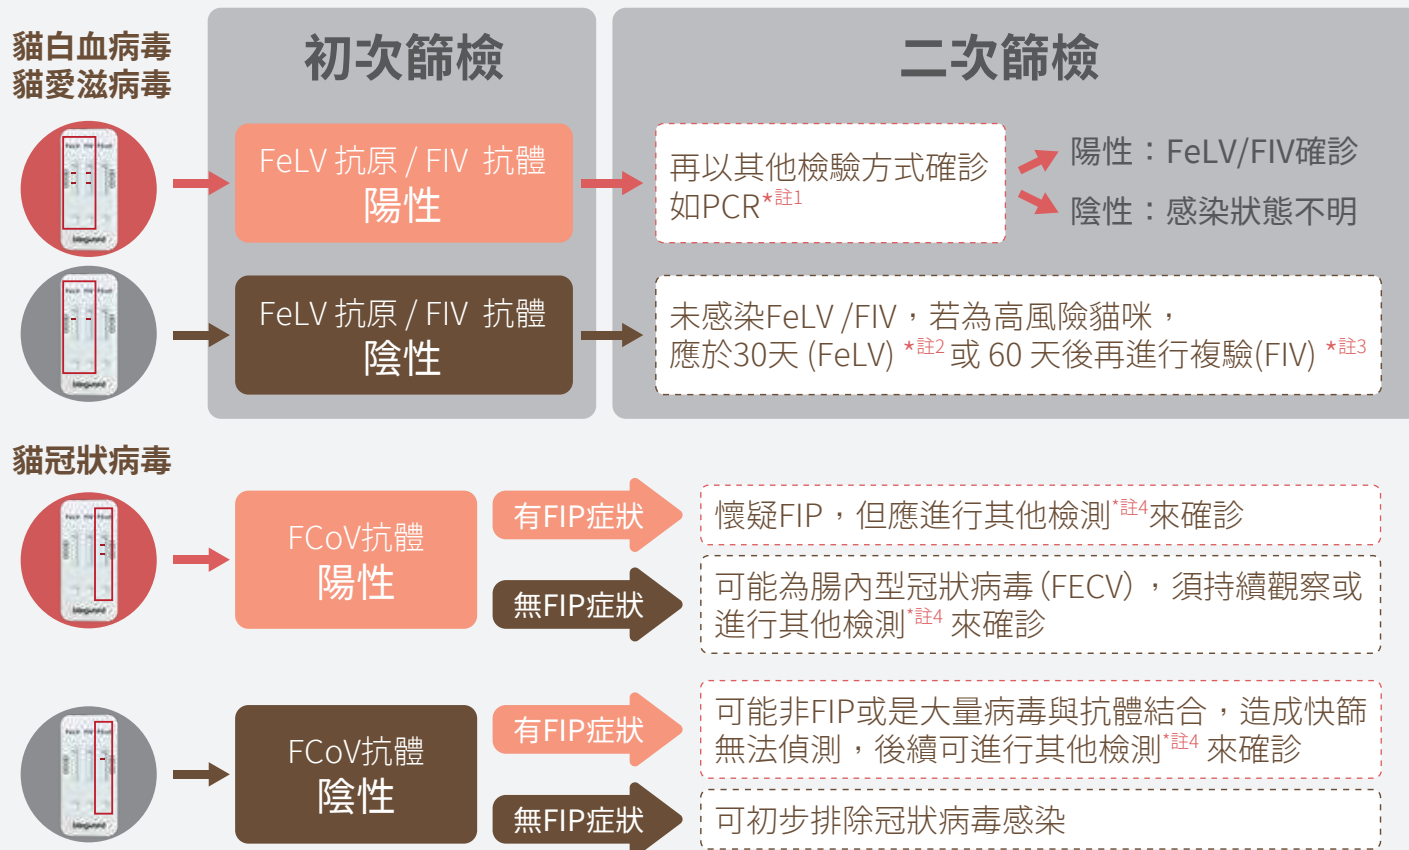 貓白血病毒
貓愛滋病毒
初次篩檢
二次篩檢
FeLV 抗原 / FIV 抗體
陽性
再以其他檢驗方式確診
如PCR*註1
陽性：FeLV/FIV確診
陰性：感染狀態不明
FeLV 抗原 / FIV 抗體
陰性
未感染FeLV /FIV，若為高風險貓咪，
應於30天 (FeLV) *註2 或 60 天後再進行複驗(FIV) *註3
貓冠狀病毒
FCoV抗體
陽性
有FIP症狀
懷疑FIP，但應進行其他檢測*註4來確診
無FIP症狀
可能為腸內型冠狀病毒（FECV），須持續觀察或
進行其他檢測*註4 來確診
FCoV抗體
陰性
有FIP症狀
可能非FIP或是大量病毒與抗體結合，造成快篩
無法偵測，後續可進行其他檢測*註4 來確診
無FIP症狀
可初步排除冠狀病毒感染